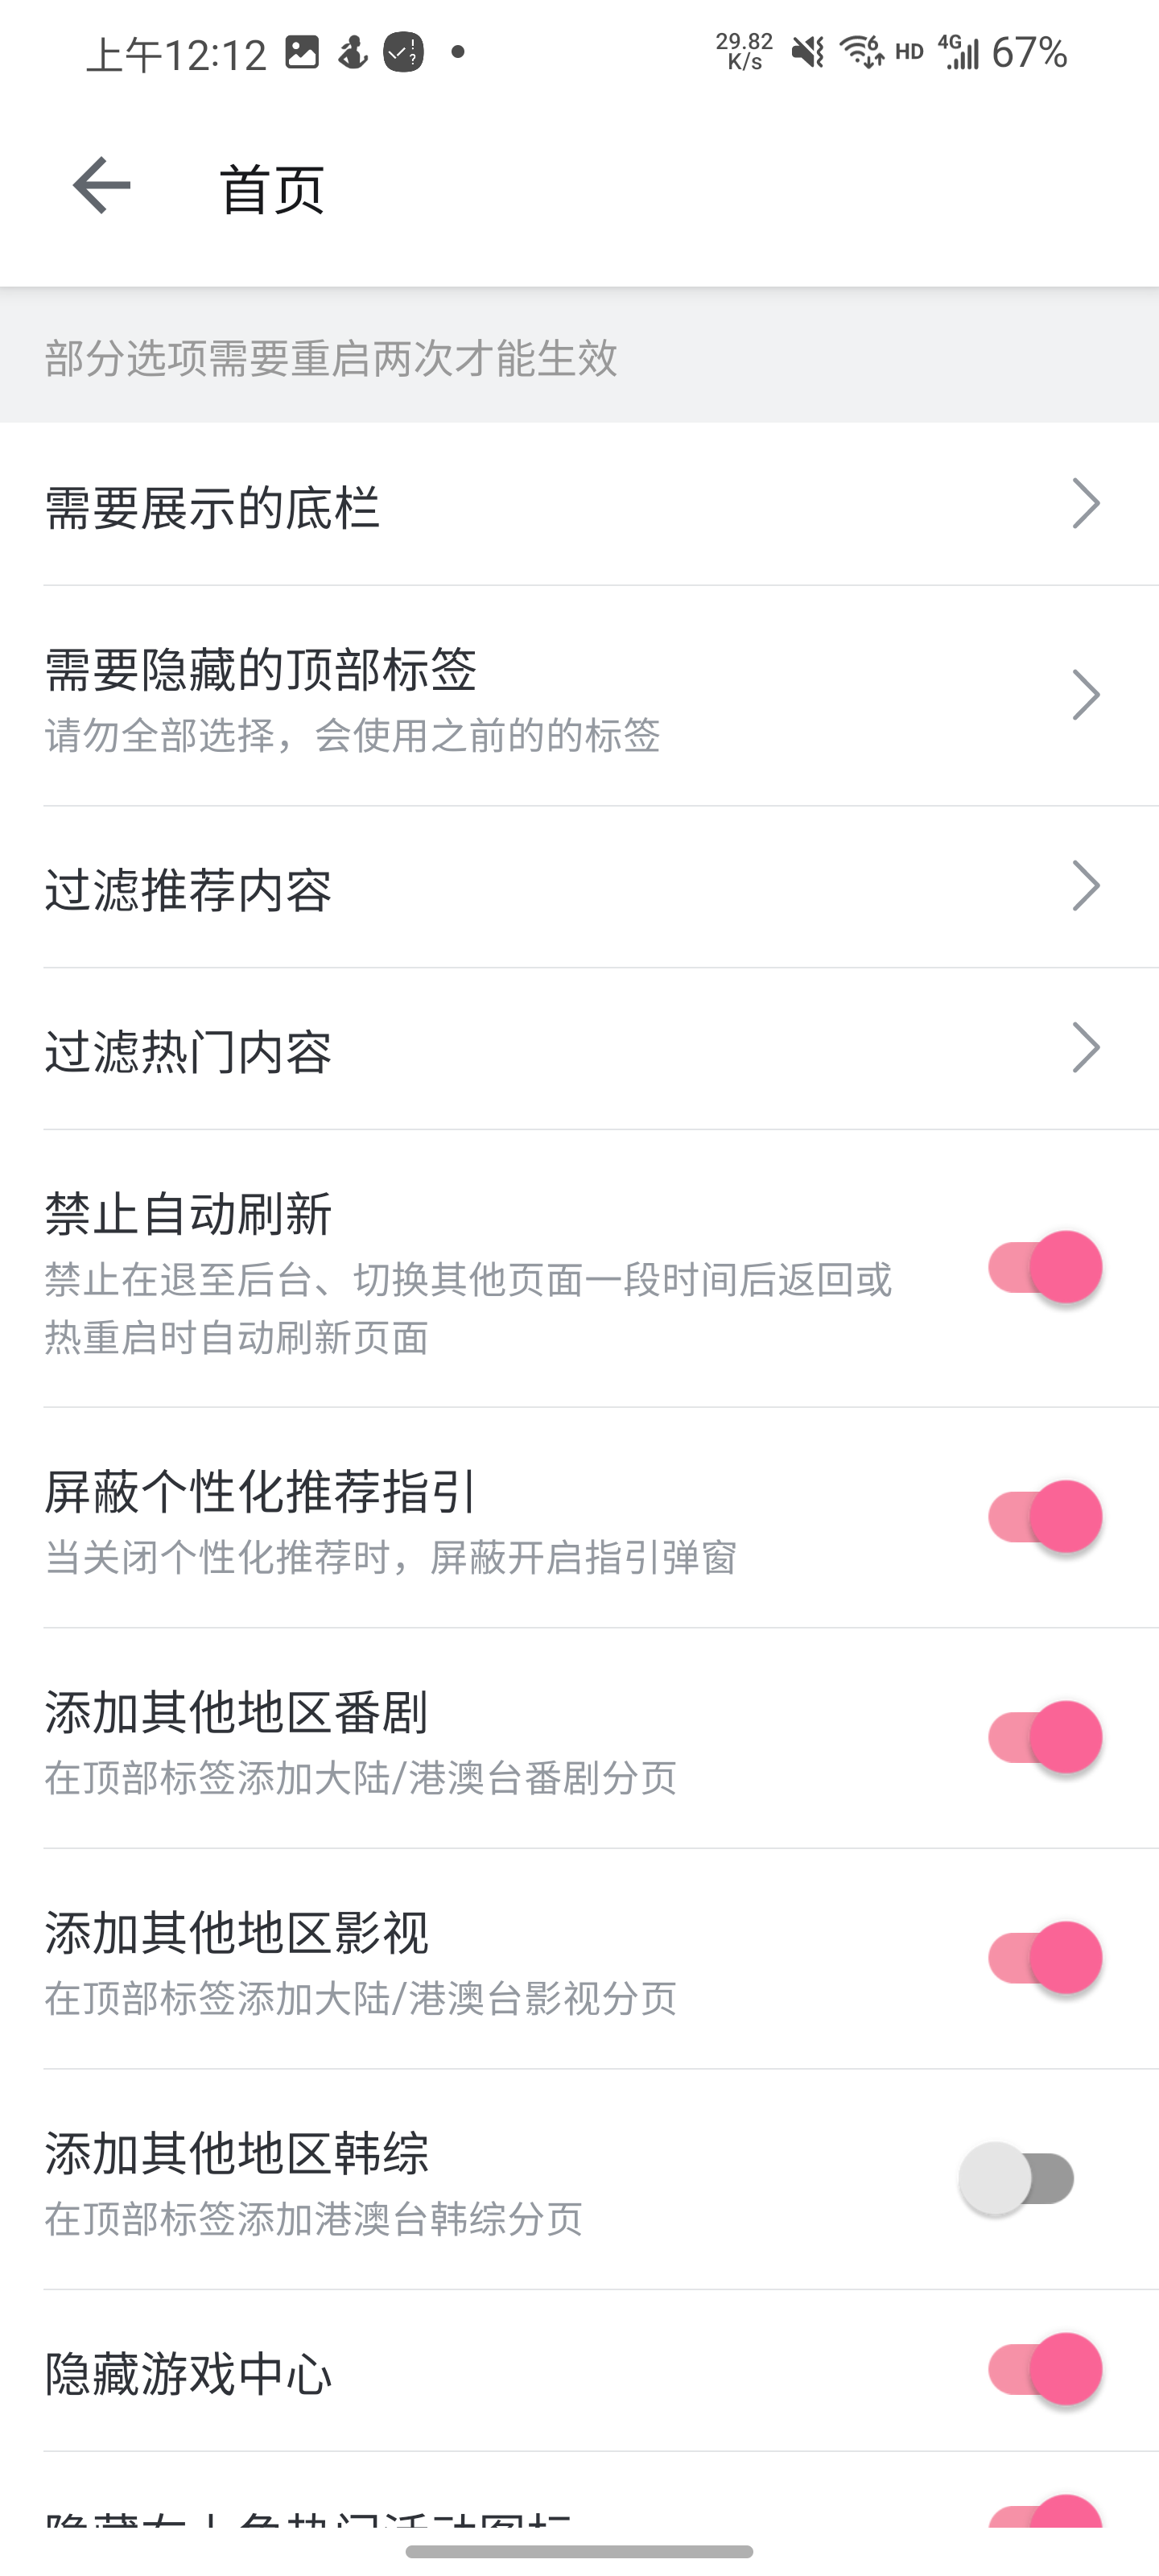 上午12:12
29.82 K/s
6
HD
4G
67%
首页
部分选项需要重启两次才能生效
需要展示的底栏
需要隐藏的顶部标签
请勿全部选择，会使用之前的的标签
过滤推荐内容
过滤热门内容
禁止自动刷新
禁止在退至后台、切换其他页面一段时间后返回或
热重启时自动刷新页面
屏蔽个性化推荐指引
当关闭个性化推荐时，屏蔽开启指引弹窗
添加其他地区番剧
在顶部标签添加大陆/港澳台番剧分页
添加其他地区影视
在顶部标签添加大陆/港澳台影视分页
添加其他地区韩综
在顶部标签添加港澳台韩综分页
隐藏游戏中心